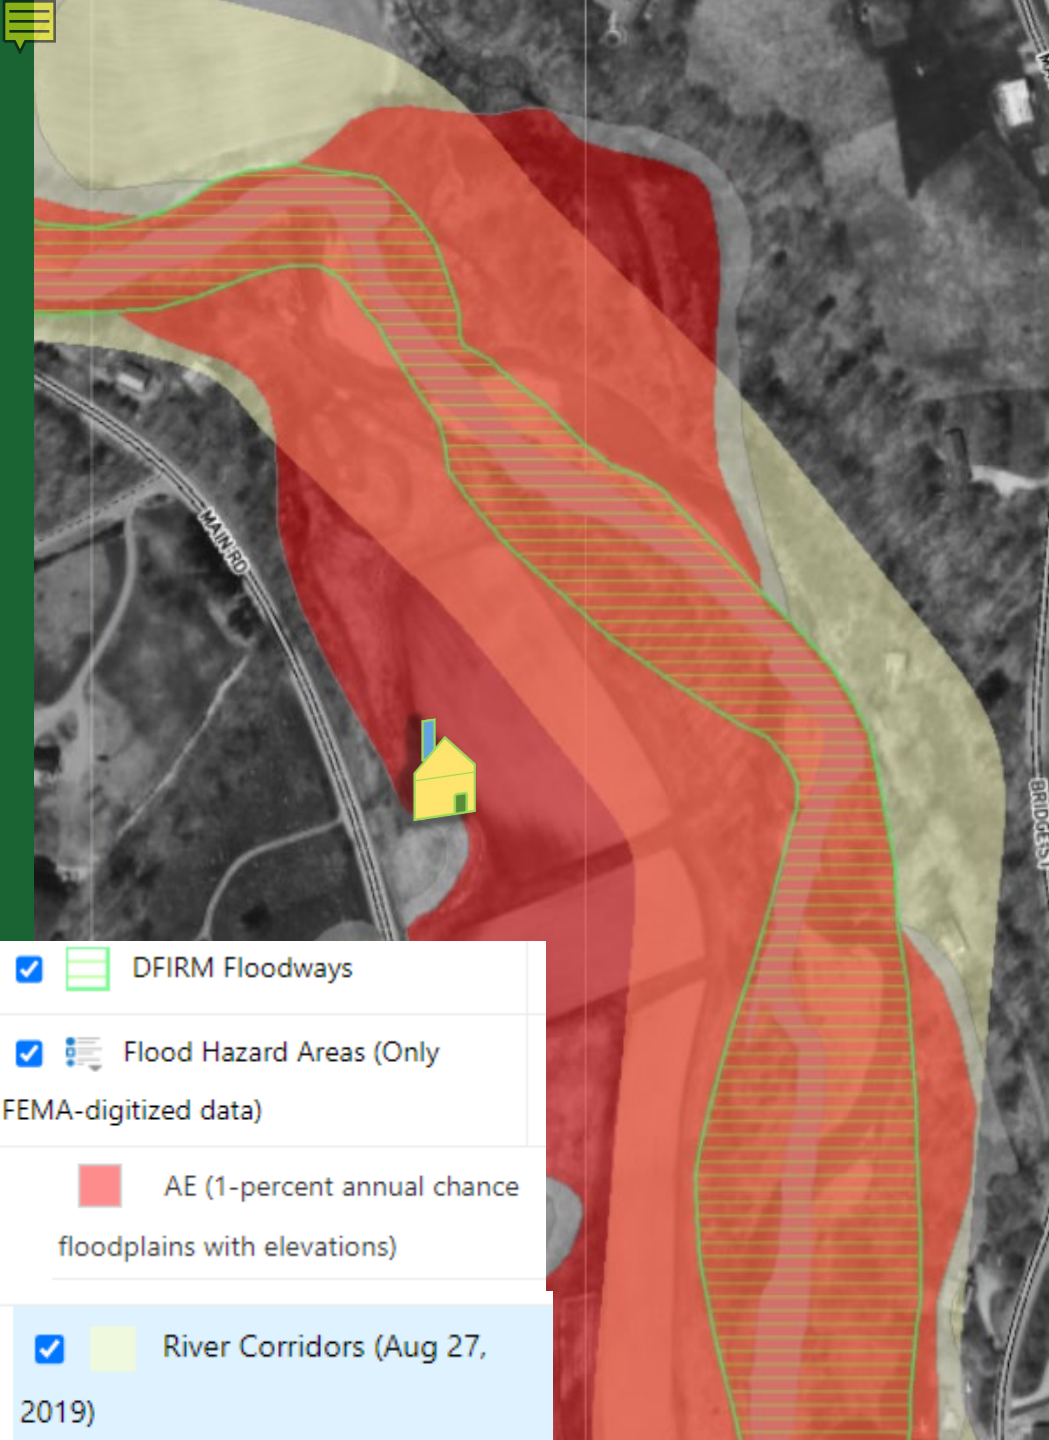 MAIN RD
BRIDGE ST
DFIRM Floodways
Flood Hazard Areas (Only
FEMA-digitized data)
AE (1-percent annual chance
floodplains with elevations)
River Corridors (Aug 27,
2019)